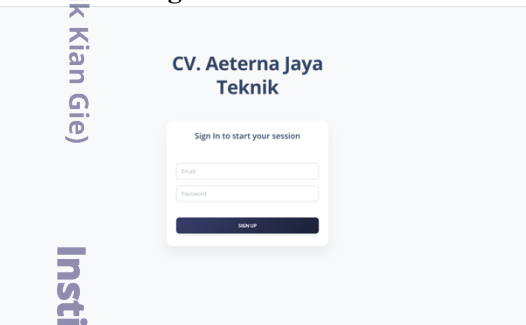 CV. Aeterna Jaya
Teknik
Sign In to start your session
Email
Password
SIGN UP
k Kian Gie)
Insti